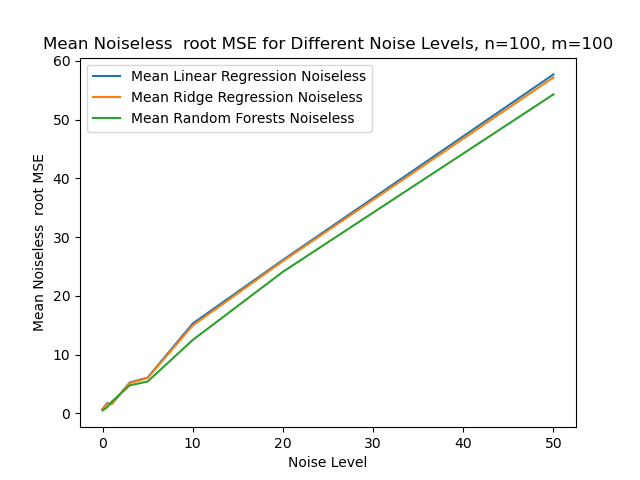 Mean Noiseless  root MSE for Different Noise Levels, n=100, m=100
Mean Linear Regression Noiseless
Mean Ridge Regression Noiseless
Mean Random Forests Noiseless
60
50
40
30
20
10
0
Mean Noiseless  root MSE
0 10 20 30 40 50
Noise Level